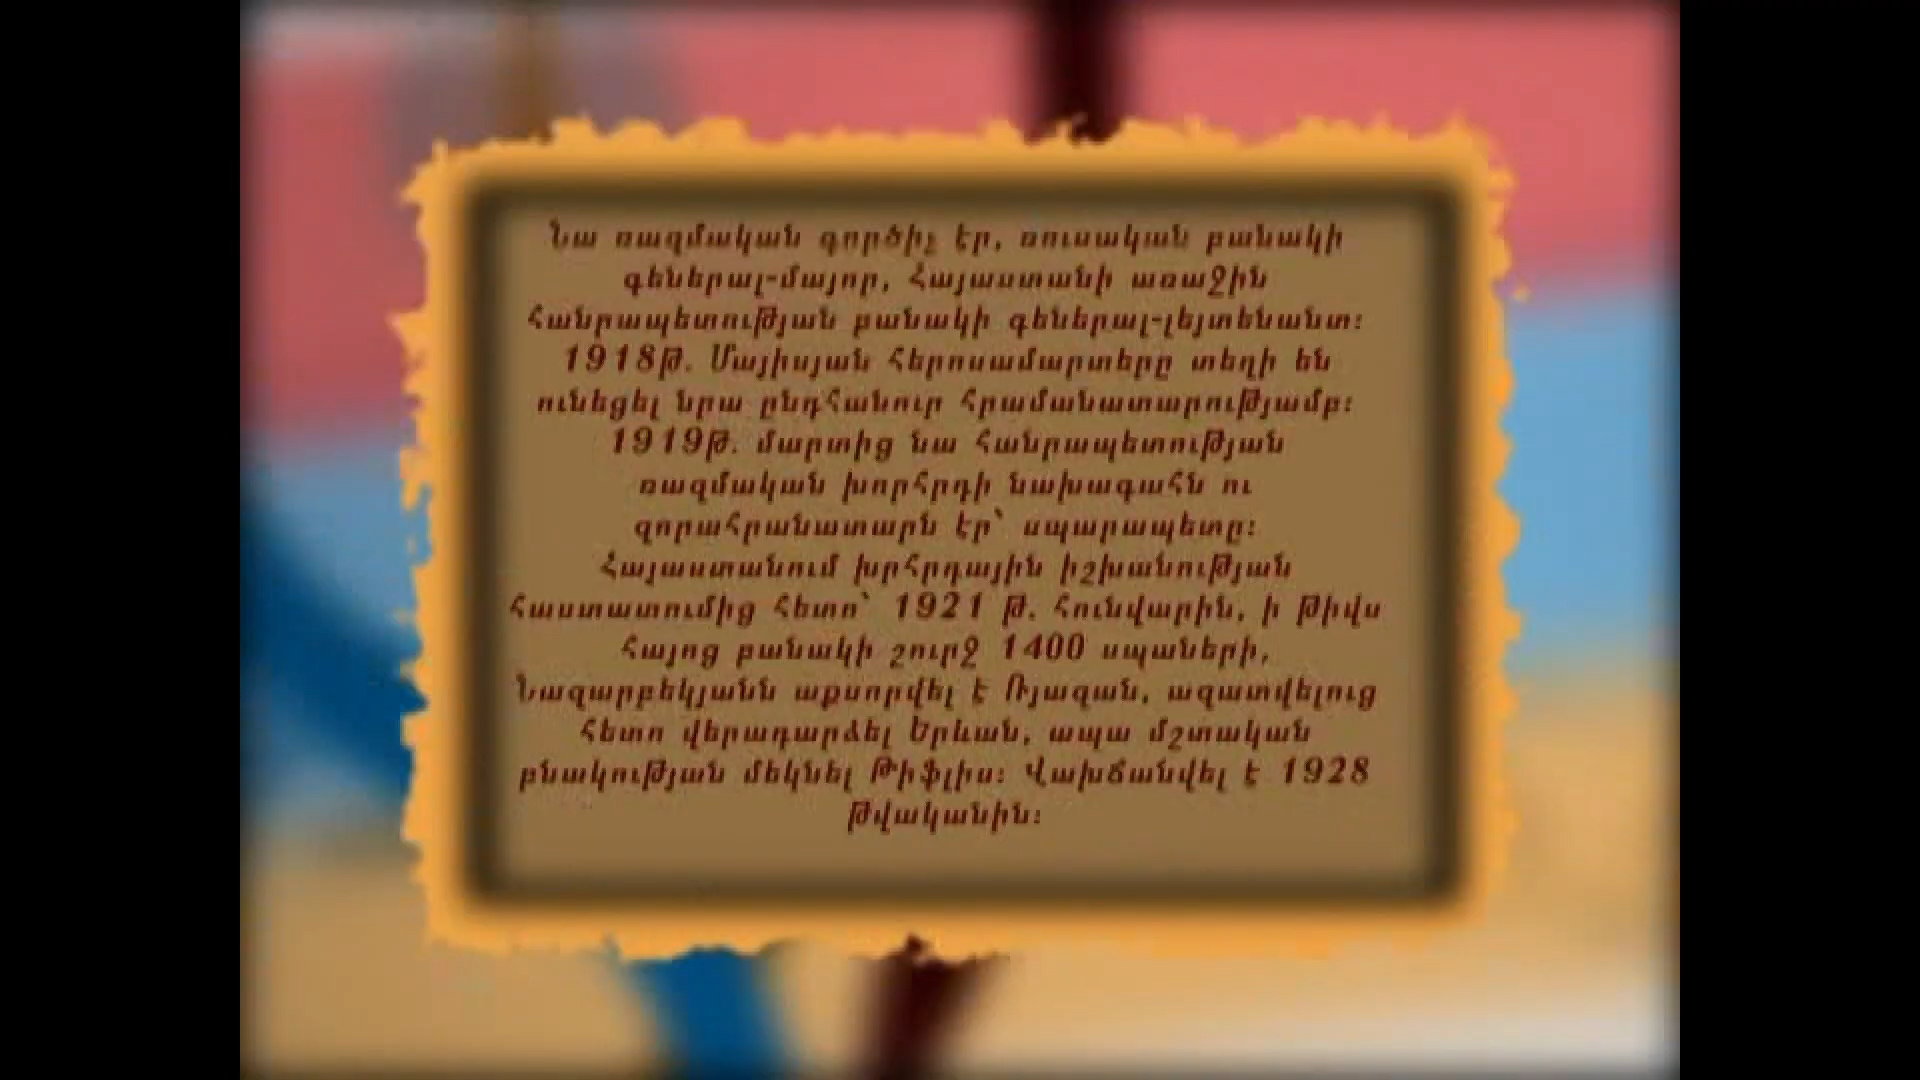 Նա ռազմական գործիչ էր, ռուսական բանակի
գեներալ-մայոր, Հայաստանի առաջին
Հանրապետության բանակի գեներալ-լեյտենանտ։
1918թ. Մայիսյան հերոսամարտերը տեղի են
ունեցել նրա ընդհանուր հրամանատարությամբ։
1919թ. մարտից նա Հանրապետության
ռազմական խորհրդի նախագահն ու
զորահրանատարն էր՝ սպարապետը։
Հայաստանում խրհրդային իշխանության
հաստատումից հետո՝ 1921 թ. հունվարին, ի թիվս
Հայոց բանակի շուրջ 1400 սպաների,
Նազարբեկյանն աքսորվել է Ռյազան, ազատվելուց
հետո վերադարձել Երևան, ապա մշտական
բնակության մեկնել Թիֆլիս։ Վախճանվել է 1928
թվականին։